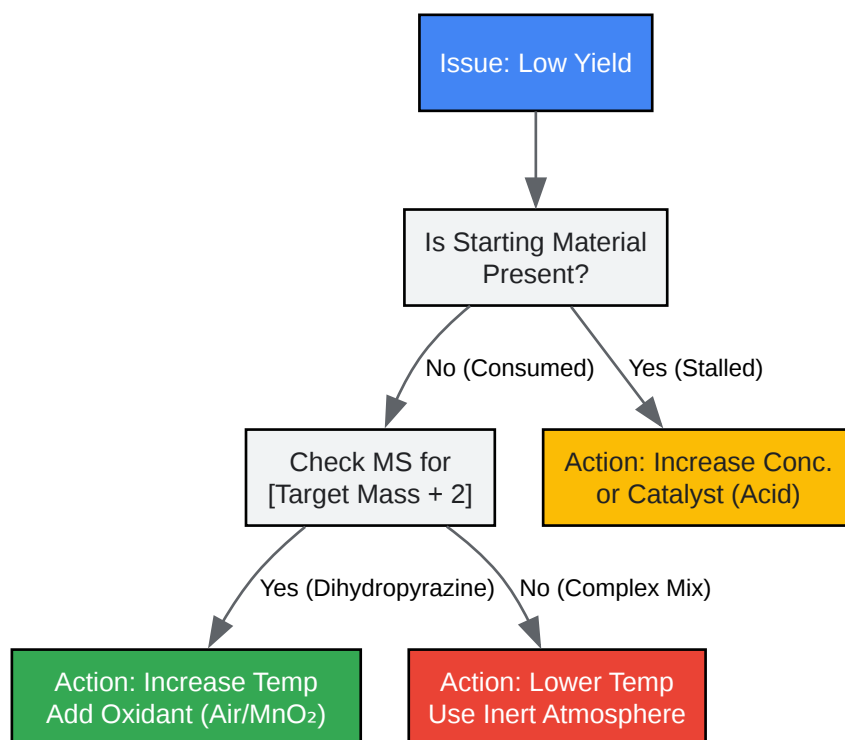 Issue: Low Yield
Is Starting Material
Present?
No (Consumed)
Yes (Stalled)
Check MS for
[Target Mass + 2]
Action: Increase Conc.
or Catalyst (Acid)
Yes (Dihydropyrazine)
No (Complex Mix)
Action: Increase Temp
Add Oxidant (Air/MnO₂)
Action: Lower Temp
Use Inert Atmosphere